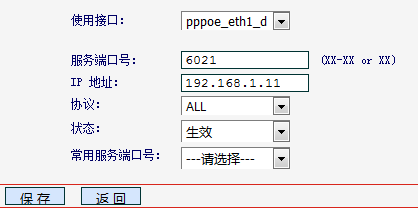 使用接口: pppoe_eth1_d
服务端口号: 6021 (XX-XX or XX)
IP 地址: 192.168.1.11
协议: ALL
状态: 生效
常用服务端口号: ---请选择---
保存 返回